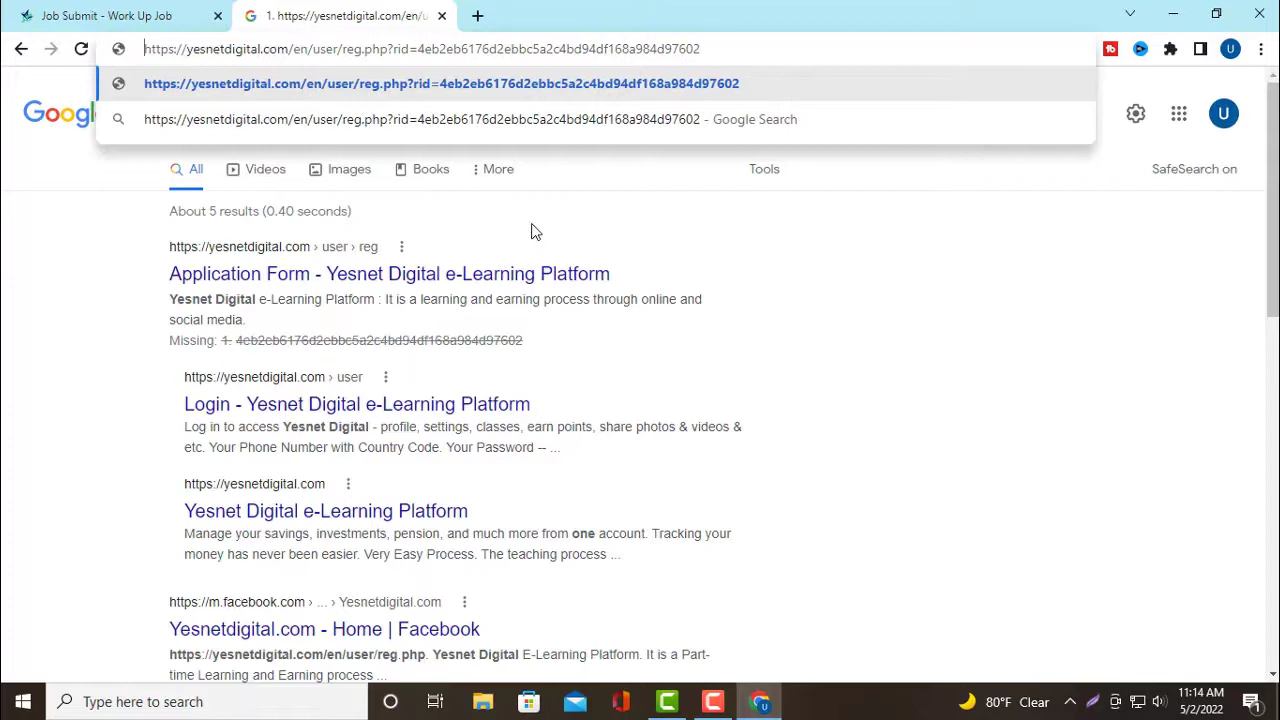 Job Submit - Work Up Job
1. https://yesnetdigital.com/en/u
https://yesnetdigital.com/en/user/reg.php?rid=4eb2eb6176d2ebbc5a2c4bd94df168a984d97602
https://yesnetdigital.com/en/user/reg.php?rid=4eb2eb6176d2ebbc5a2c4bd94df168a984d97602
Googl
U
https://yesnetdigital.com/en/user/reg.php?rid=4eb2eb6176d2ebbc5a2c4bd94df168a984d97602 - Google Search
All Videos Images Books More Tools SafeSearch on
About 5 results (0.40 seconds)
https://yesnetdigital.com › user › reg
Application Form - Yesnet Digital e-Learning Platform
Yesnet Digital e-Learning Platform : It is a learning and earning process through online and
social media.
Missing: 1. 4eb2eb6176d2ebbc5a2c4bd94df168a984d97602
https://yesnetdigital.com › user
Login - Yesnet Digital e-Learning Platform
Log in to access Yesnet Digital - profile, settings, classes, earn points, share photos & videos &
etc. Your Phone Number with Country Code. Your Password -- ...
https://yesnetdigital.com
Yesnet Digital e-Learning Platform
Manage your savings, investments, pension, and much more from one account. Tracking your
money has never been easier. Very Easy Process. The teaching process ...
https://m.facebook.com › ... › Yesnetdigital.com
Yesnetdigital.com - Home | Facebook
https://yesnetdigital.com/en/user/reg.php. Yesnet Digital E-Learning Platform. It is a Part-
time Learning and Earning process ...
Type here to search
80°F Clear
11:14 AM
5/2/2022